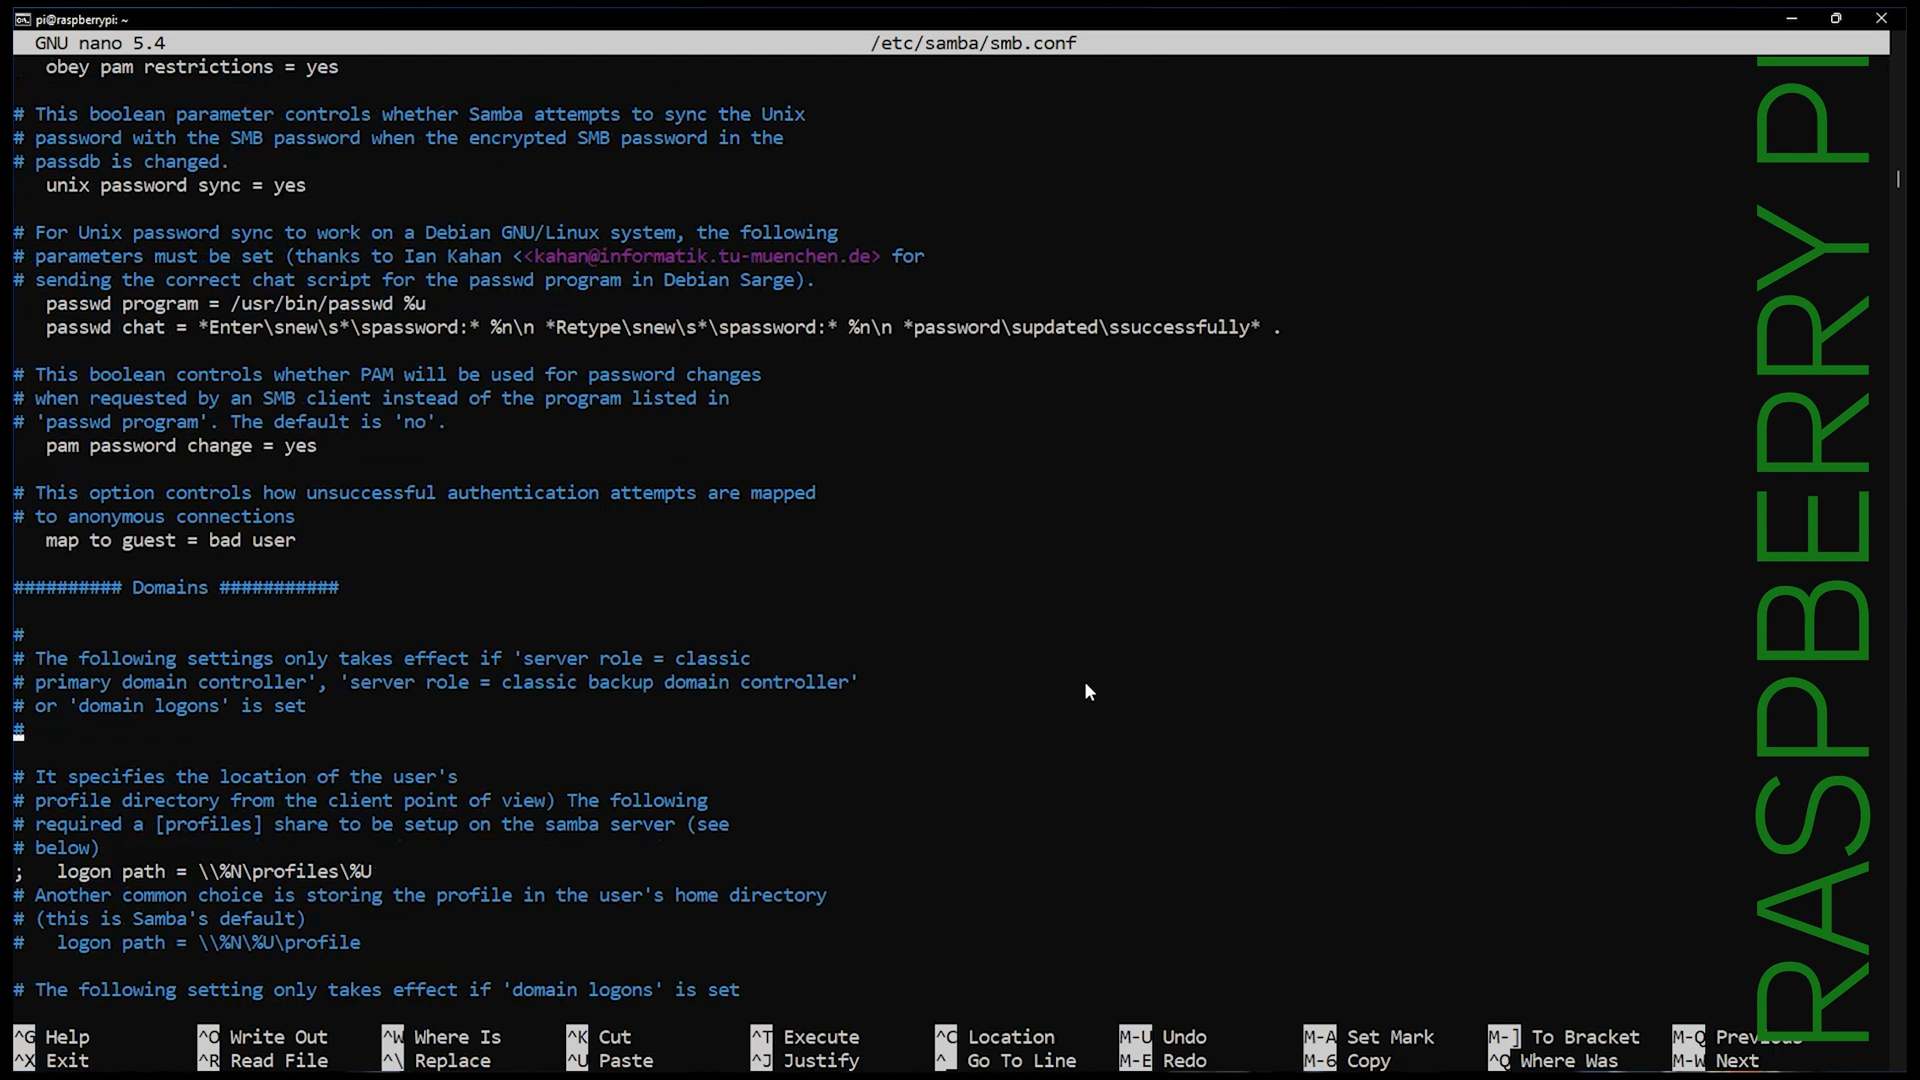 pi@raspberrypi: ~
GNU nano 5.4 /etc/samba/smb.conf
obey pam restrictions = yes
# This boolean parameter controls whether Samba attempts to sync the Unix
# password with the SMB password when the encrypted SMB password in the
# passdb is changed.
unix password sync = yes
# For Unix password sync to work on a Debian GNU/Linux system, the following
# parameters must be set (thanks to Ian Kahan <<kahan@informatik.tu-muenchen.de> for
# sending the correct chat script for the passwd program in Debian Sarge).
passwd program = /usr/bin/passwd %u
passwd chat = *Enter\snew\s*\spassword:* %n\n *Retype\snew\s*\spassword:* %n\n *password\supdated\ssuccessfully* .
# This boolean controls whether PAM will be used for password changes
# when requested by an SMB client instead of the program listed in
# 'passwd program'. The default is 'no'.
pam password change = yes
# This option controls how unsuccessful authentication attempts are mapped
# to anonymous connections
map to guest = bad user
########## Domains ###########
#
# The following settings only takes effect if 'server role = classic
# primary domain controller', 'server role = classic backup domain controller'
# or 'domain logons' is set
#
# It specifies the location of the user's
# profile directory from the client point of view) The following
# required a [profiles] share to be setup on the samba server (see
# below)
; logon path = \\%N\profiles\%U
# Another common choice is storing the profile in the user's home directory
# (this is Samba's default)
# logon path = \\%N\%U\profile
# The following setting only takes effect if 'domain logons' is set
^G Help ^O Write Out ^W Where Is ^K Cut ^T Execute ^C Location M-U Undo M-A Set Mark M-] To Bracket M-Q
^X Exit ^R Read File ^\ Replace ^U Paste ^J Justify ^_ Go To Line M-E Redo M-6 Copy ^Q Where Was M-W Next
RASPBERRY PI